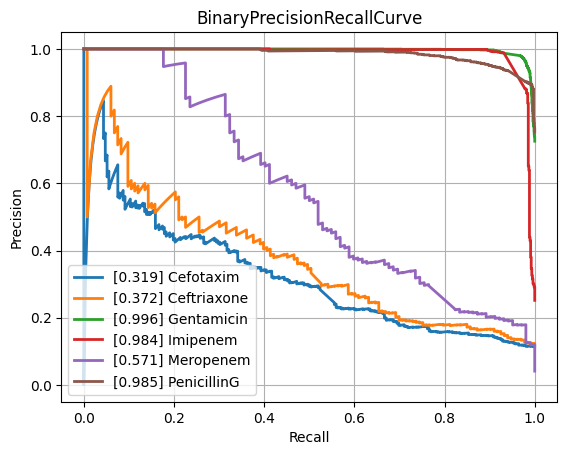 BinaryPrecisionRecallCurve
Precision
1.0
0.8
0.6
0.4
0.2
0.0
[0.319] Cefotaxim
[0.372] Ceftriaxone
[0.996] Gentamicin
[0.984] Imipenem
[0.571] Meropenem
[0.985] PenicillinG
0.0 0.2 0.4 0.6 0.8 1.0
Recall